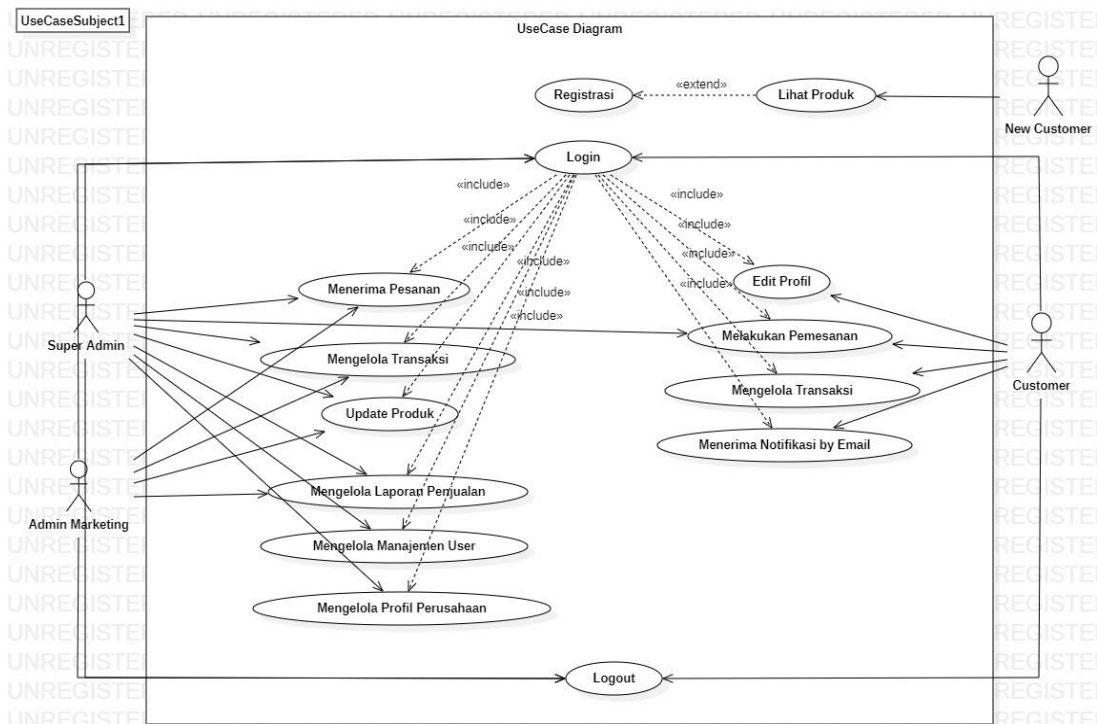 UseCaseSubject1
UseCase Diagram
UNREGISTERED
Registrasi
«extend»
Lihat Produk
New Customer
Login
«include»
«include»
«include»
«include»
«include»
«include»
«include»
«include»
«include»
«include»
Menerima Pesanan
Edit Profil
Super Admin
Melakukan Pemesanan
Mengelola Transaksi
Customer
Mengelola Transaksi
Update Produk
Menerima Notifikasi by Email
Mengelola Laporan Penjualan
Admin Marketing
Mengelola Manajemen User
Mengelola Profil Perusahaan
Logout